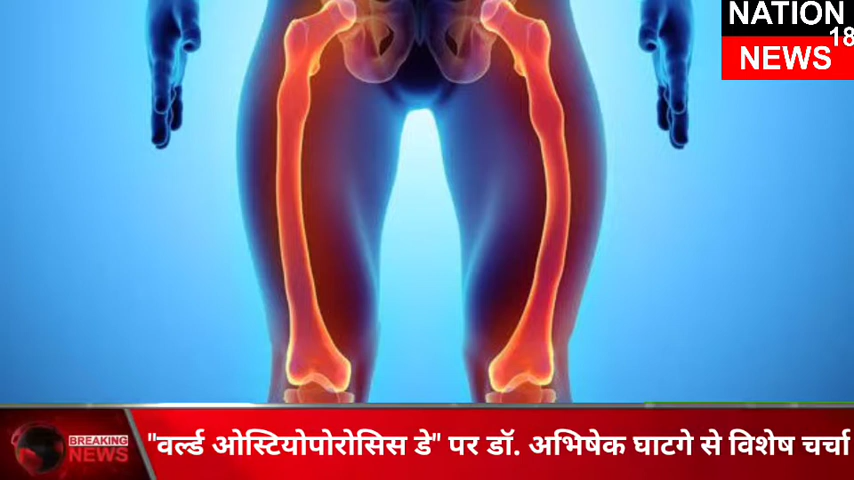 NATION
18
NEWS
BREAKING
NEWS
"वर्ल्ड ओस्टियोपोरोसिस डे" पर डॉ. अभिषेक घाटगे से विशेष चर्चा